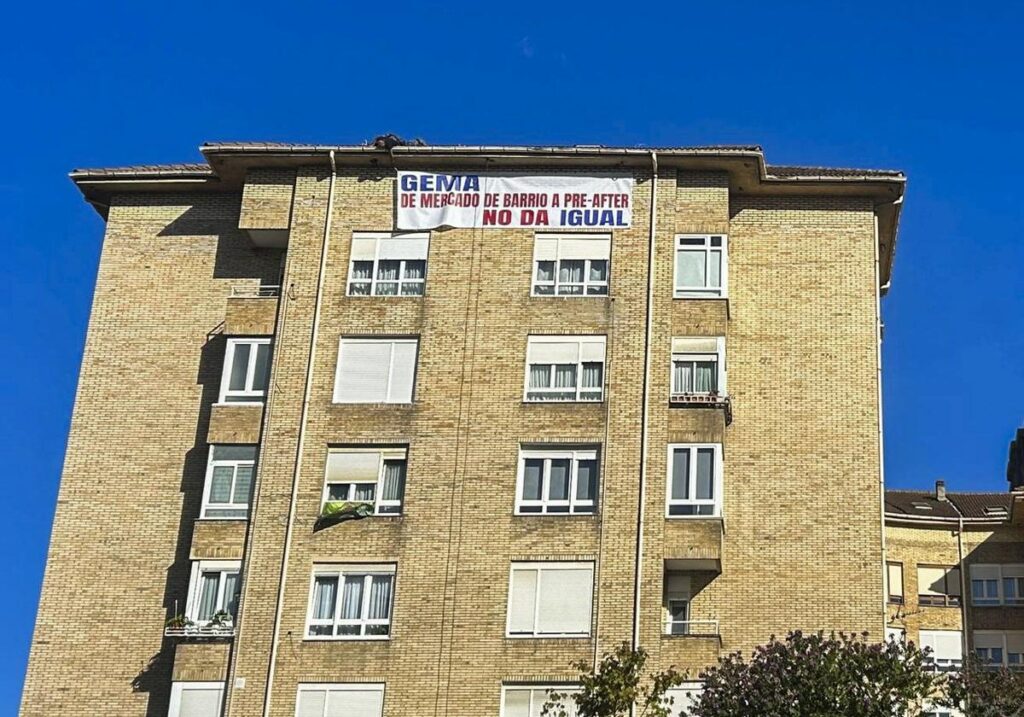 GEMA
DE MERCADO DE BARRIO A PRE-AFTER
NO DA IGUAL